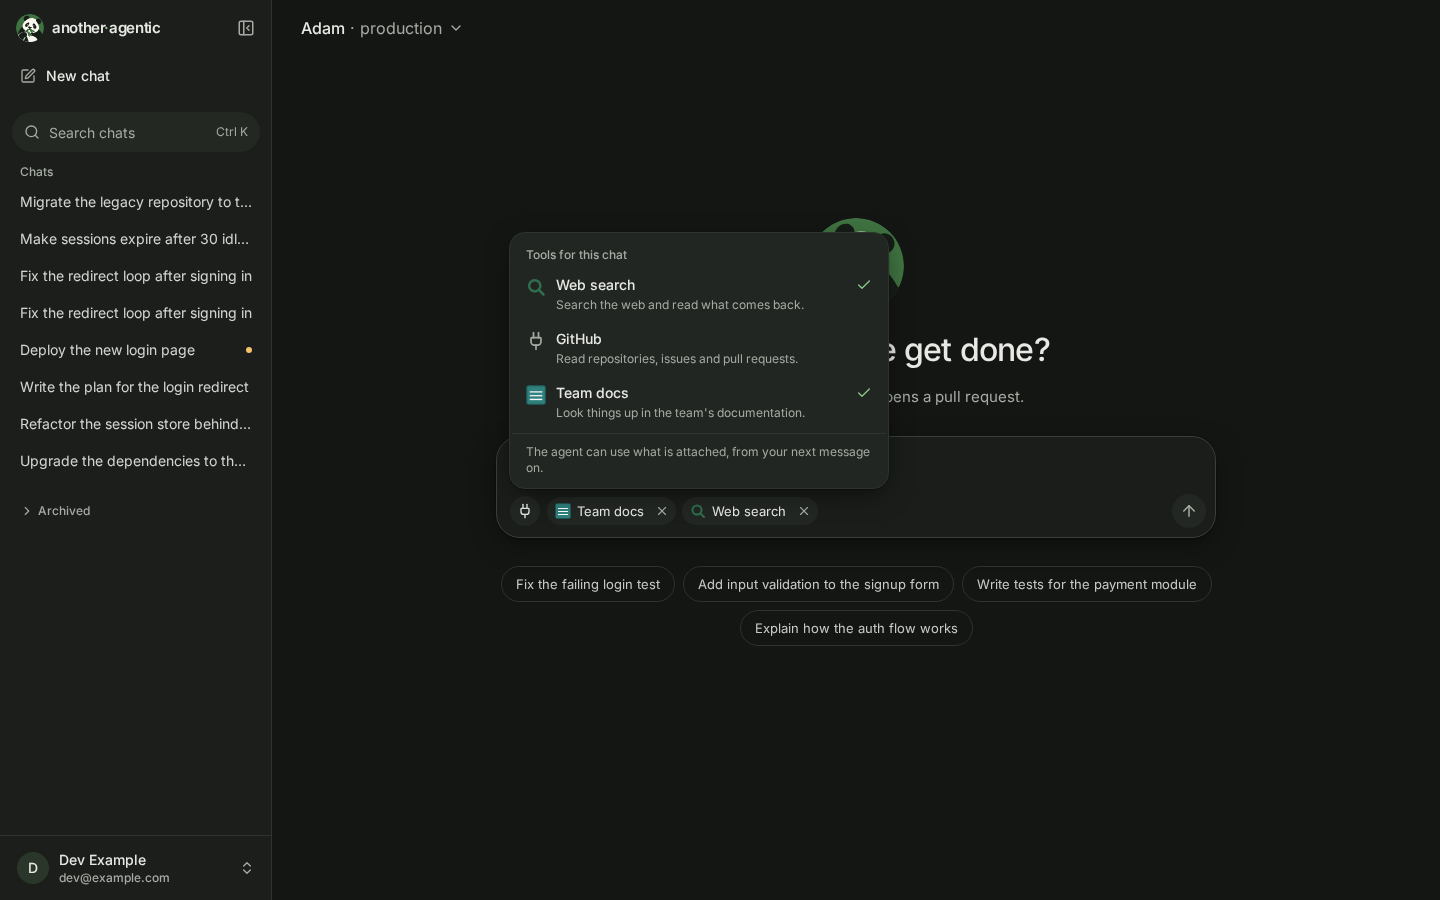 another·agentic
New chat
Search chats Ctrl K
Chats
Migrate the legacy repository to t...
Make sessions expire after 30 idl...
Fix the redirect loop after signing in
Fix the redirect loop after signing in
Deploy the new login page
Write the plan for the login redirect
Refactor the session store behind...
Upgrade the dependencies to th...
Archived
D
Dev Example
dev@example.com
Adam · production
get done?
a pull request.
Tools for this chat
Web search
Search the web and read what comes back.
GitHub
Read repositories, issues and pull requests.
Team docs
Look things up in the team's documentation.
The agent can use what is attached, from your next message
on.
Team docs
Web search
Fix the failing login test
Add input validation to the signup form
Write tests for the payment module
Explain how the auth flow works